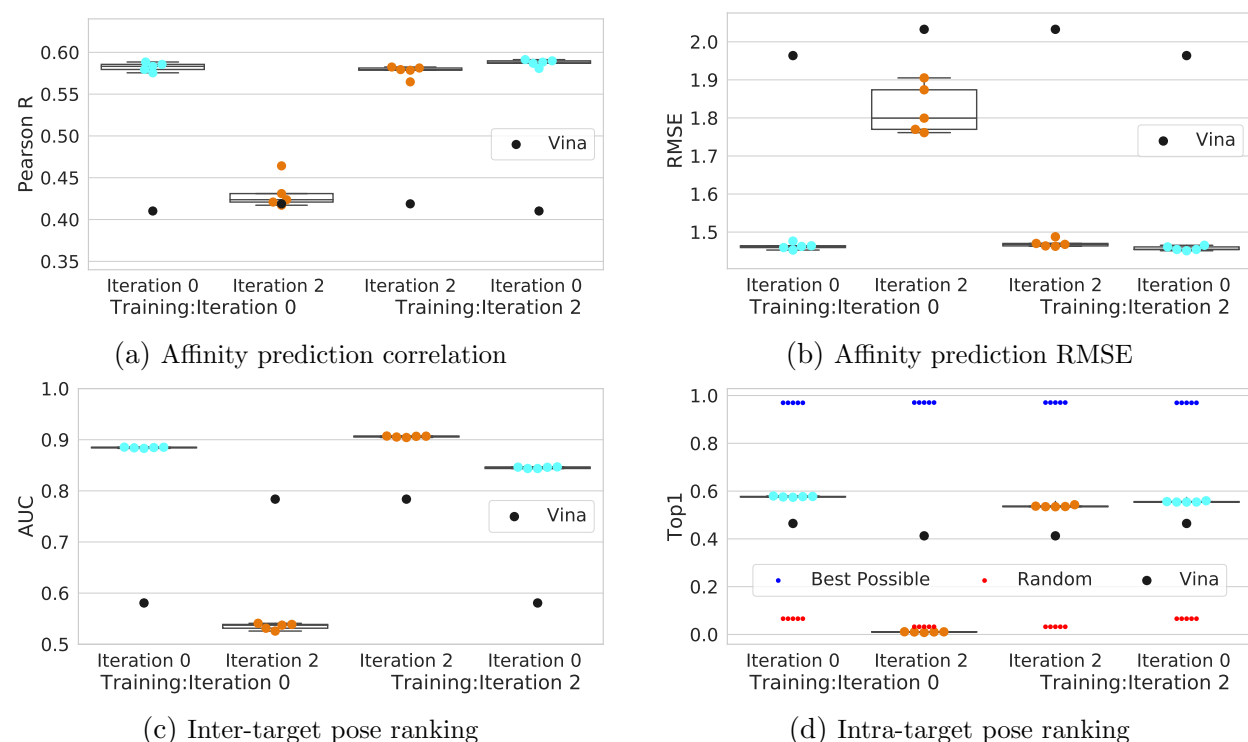 0.60
0.55
0.50
0.45
0.40
0.35
Pearson R
Vina
Iteration 0 Iteration 2 Iteration 2 Iteration 0
Training:Iteration 0 Training:Iteration 2
(a) Affinity prediction correlation
2.0
1.9
1.8
1.7
1.6
1.5
RMSE
Vina
Iteration 0 Iteration 2 Iteration 2 Iteration 0
Training:Iteration 0 Training:Iteration 2
(b) Affinity prediction RMSE
1.0
0.9
0.8
0.7
0.6
0.5
AUC
Vina
Iteration 0 Iteration 2 Iteration 2 Iteration 0
Training:Iteration 0 Training:Iteration 2
(c) Inter-target pose ranking
1.0
0.8
0.6
0.4
0.2
0.0
Top1
Best Possible Random Vina
Iteration 0 Iteration 2 Iteration 2 Iteration 0
Training:Iteration 0 Training:Iteration 2
(d) Intra-target pose ranking